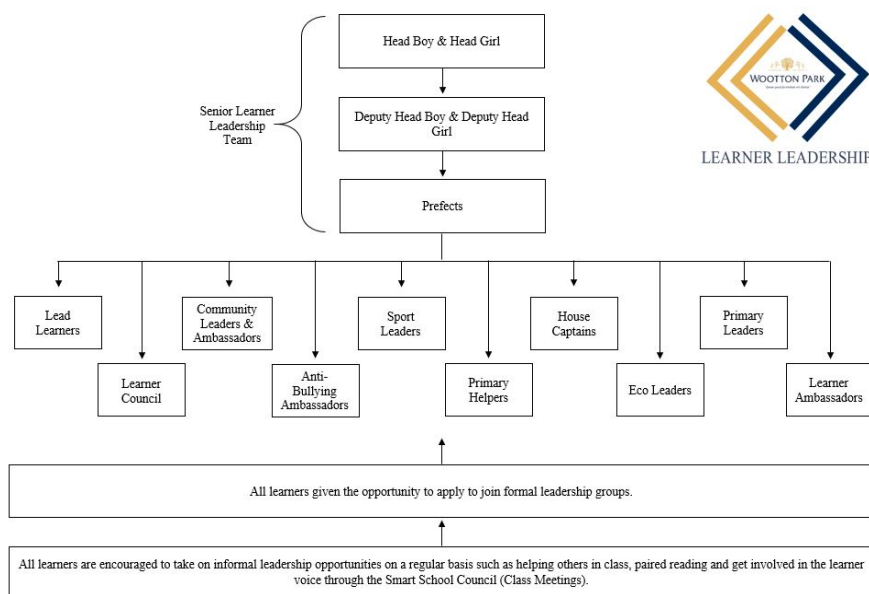 Head Boy & Head Girl
WOOTTON PARK
LEARNER LEADERSHIP
Senior Learner
Leadership
Team
Deputy Head Boy & Deputy Head
Girl
Prefects
Lead
Learners
Community
Leaders &
Ambassadors
Sport
Leaders
House
Captains
Primary
Leaders
Learner
Council
Anti-
Bullying
Ambassadors
Primary
Helpers
Eco Leaders
Learner
Ambassadors
All learners given the opportunity to apply to join formal leadership groups.
All learners are encouraged to take on informal leadership opportunities on a regular basis such as helping others in class, paired reading and get involved in the learner
voice through the Smart School Council (Class Meetings).